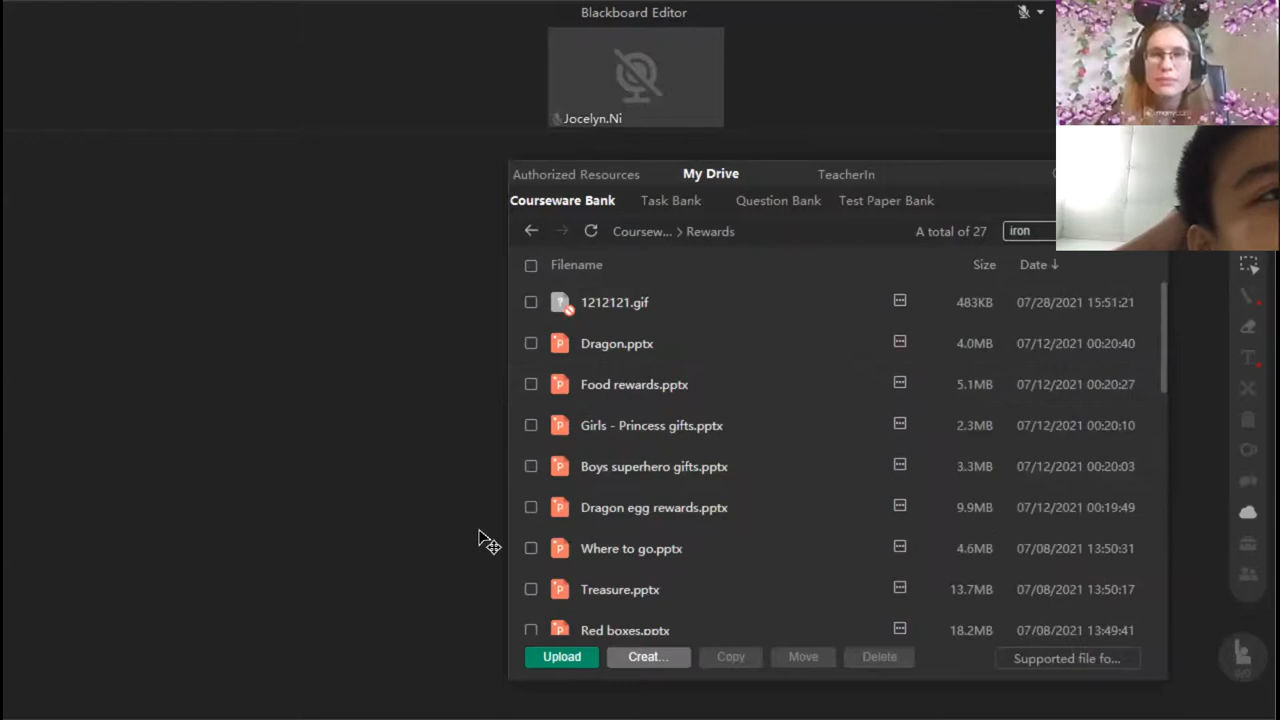 Blackboard Editor
Jocelyn.Ni
Authorized Resources My Drive TeacherIn
Courseware Bank Task Bank Question Bank Test Paper Bank
Coursew... > Rewards A total of 27 iron
Filename Size Date
1212121.gif 483KB 07/28/2021 15:51:21
Dragon.pptx 4.0MB 07/12/2021 00:20:40
Food rewards.pptx 5.1MB 07/12/2021 00:20:27
Girls - Princess gifts.pptx 2.3MB 07/12/2021 00:20:10
Boys superhero gifts.pptx 3.3MB 07/12/2021 00:20:03
Dragon egg rewards.pptx 9.9MB 07/12/2021 00:19:49
Where to go.pptx 4.6MB 07/08/2021 13:50:31
Treasure.pptx 13.7MB 07/08/2021 13:50:17
Red boxes.pptx 18.2MB 07/08/2021 13:49:41
Upload Creat... Copy Move Delete Supported file fo...